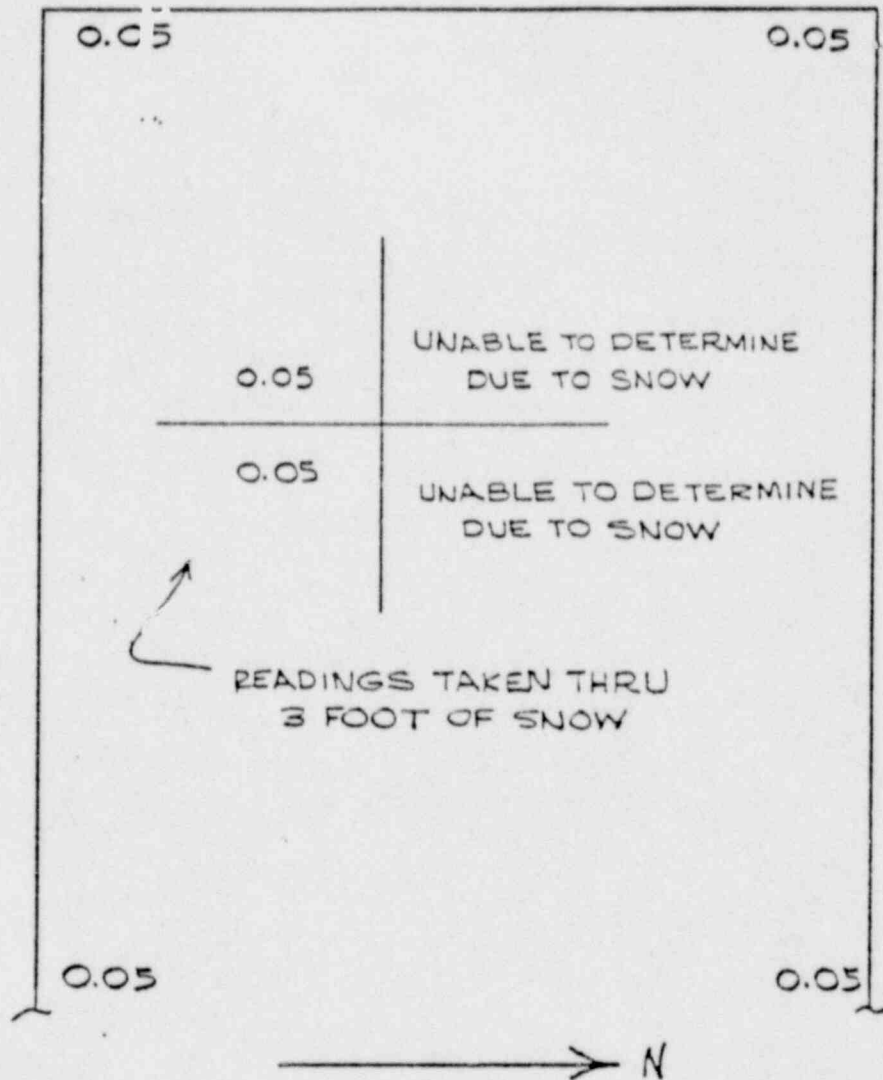 0.05
0.05
0.05
UNABLE TO DETERMINE
DUE TO SNOW
0.05
UNABLE TO DETERMINE
DUE TO SNOW
READINGS TAKEN THRU
3 FOOT OF SNOW
0.05
0.05
N